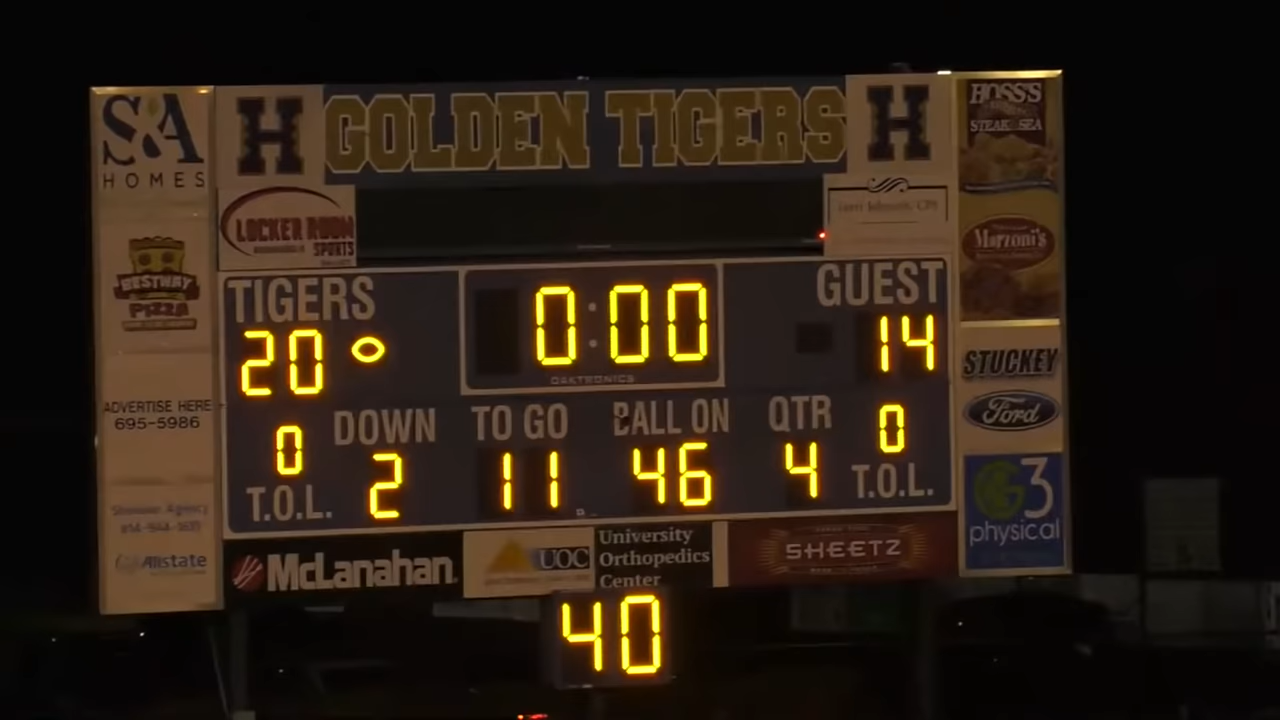 S&A
HOMES
H
GOLDEN TIGERS
H
HOSS'S
STEAK & SEA
LOCKER ROOM
SPORTS
Marzoni's
BESTWAY
PIZZA
TIGERS
0:00
GUEST
20
14
DAKTRONICS
STUCKEY
Ford
ADVERTISE HERE
695-5986
DOWN
TO GO
BALL ON
QTR
0
2
11
46
4
0
T.O.L.
T.O.L.
G3
physical
Allstate
McLanahan
UOC
University
Orthopedics
Center
SHEETZ
40